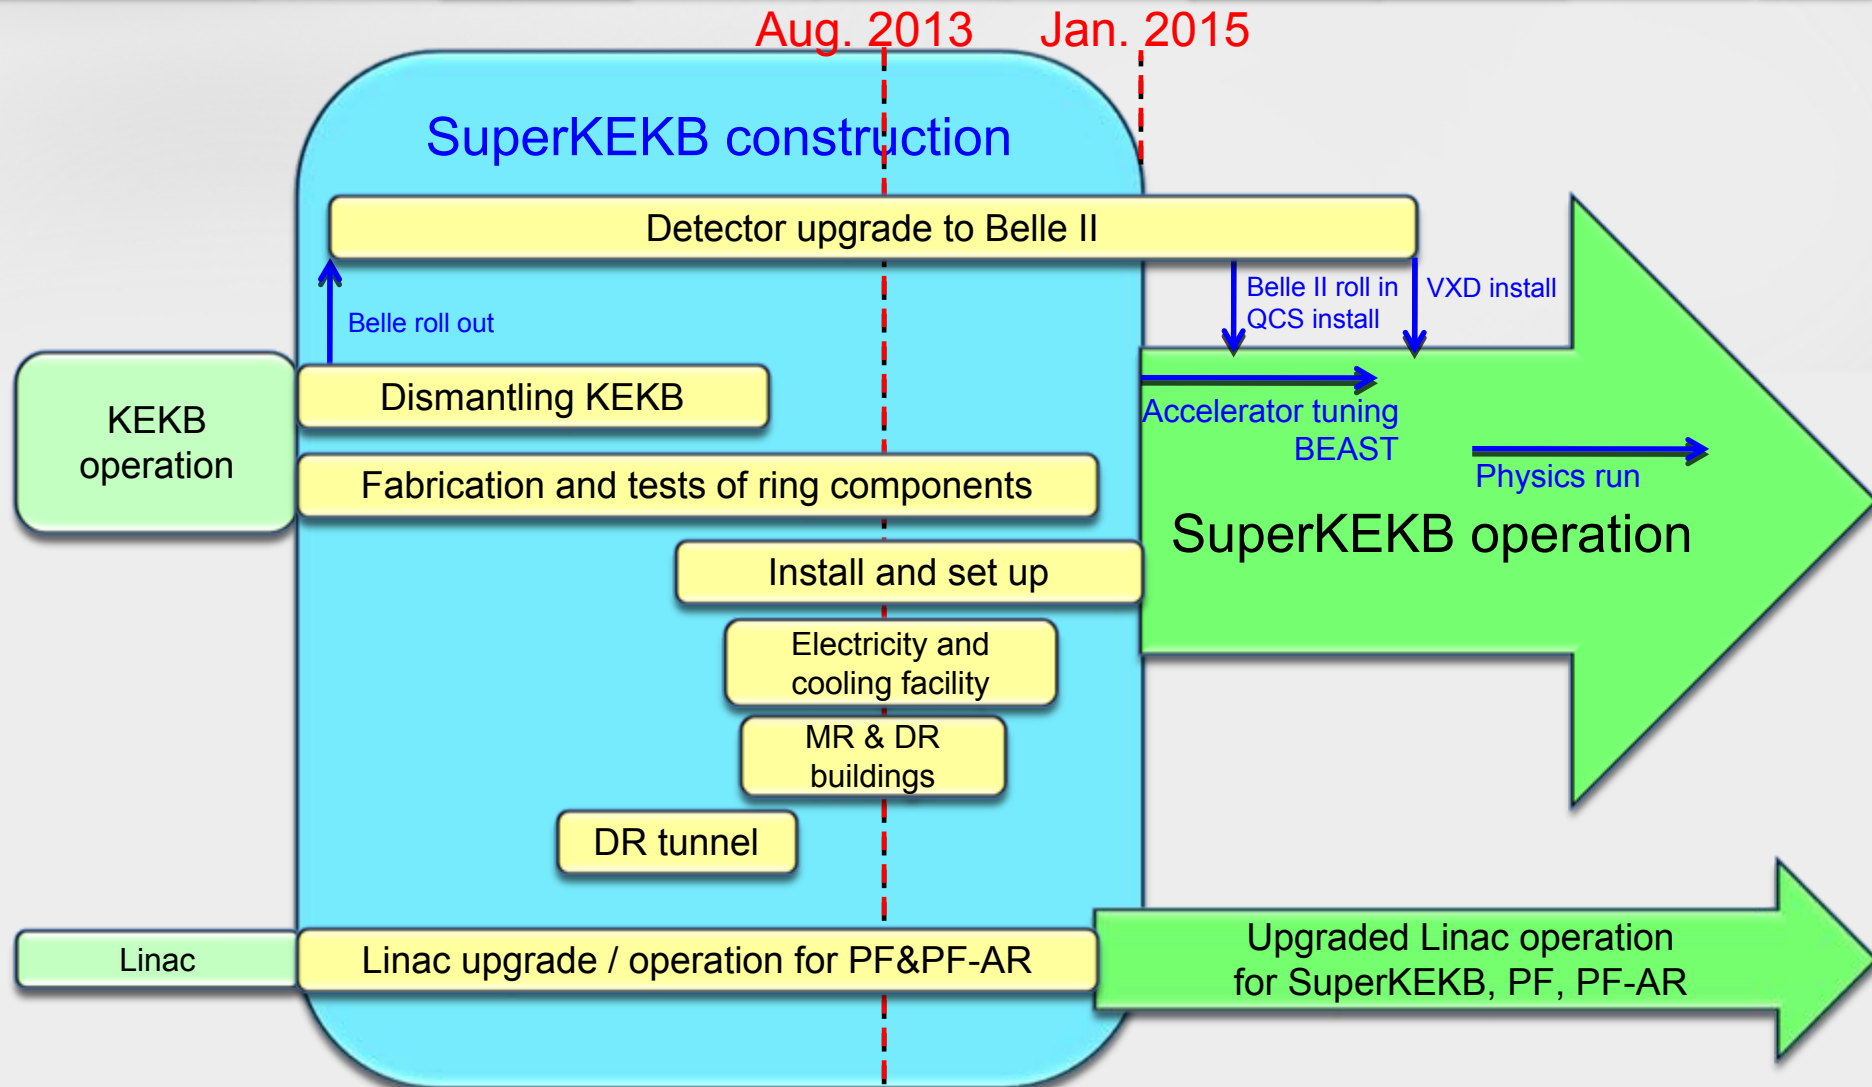 Aug. 2013
Jan. 2015
SuperKEKB construction
Detector upgrade to Belle II
Belle roll out
Belle II roll in
QCS install
VXD install
KEKB
operation
Dismantling KEKB
Accelerator tuning
BEAST
Physics run
Fabrication and tests of ring components
SuperKEKB operation
Install and set up
Electricity and
cooling facility
MR & DR
buildings
DR tunnel
Linac
Linac upgrade / operation for PF&PF-AR
Upgraded Linac operation
for SuperKEKB, PF, PF-AR